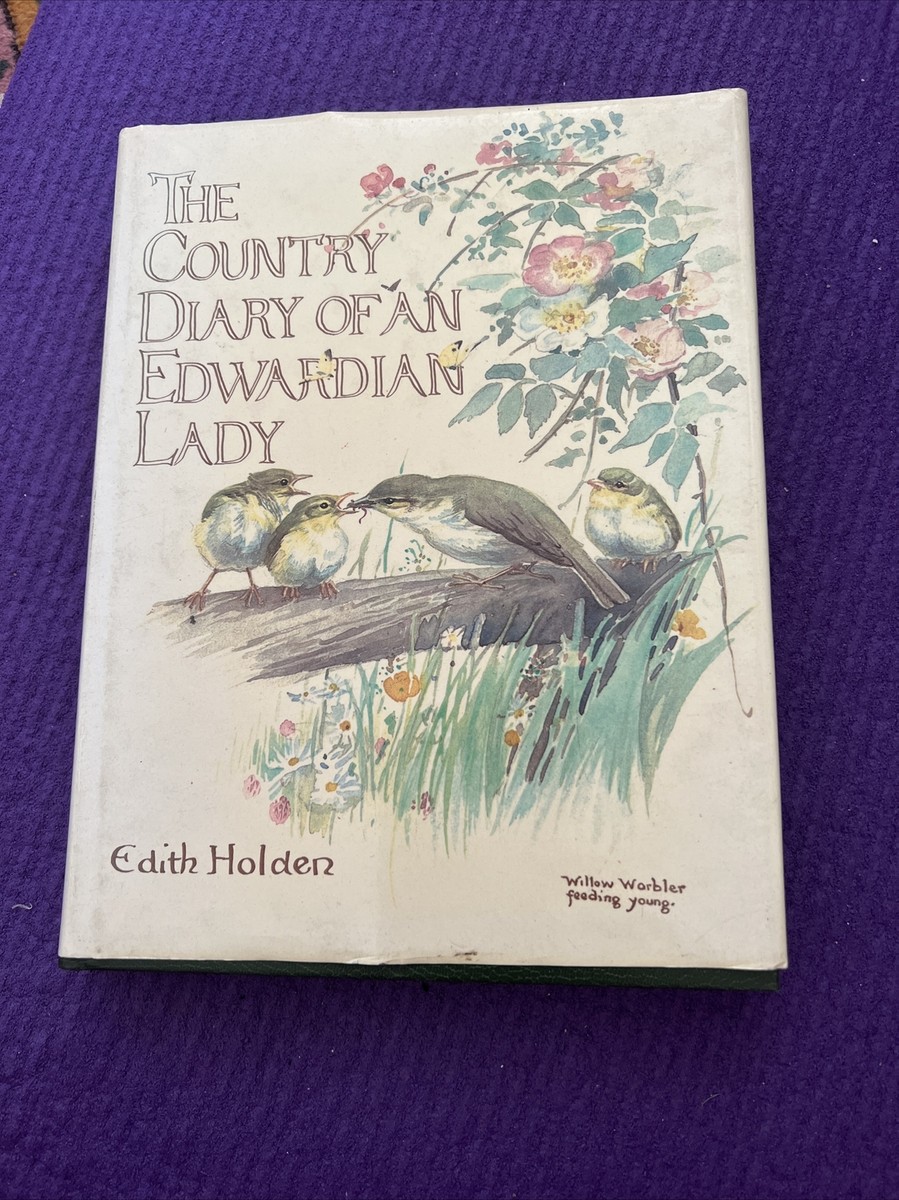 THE
COUNTRY
DIARY OF AN
EDWARDIAN
LADY
Edith Holden
Willow Warbler
feeding young.